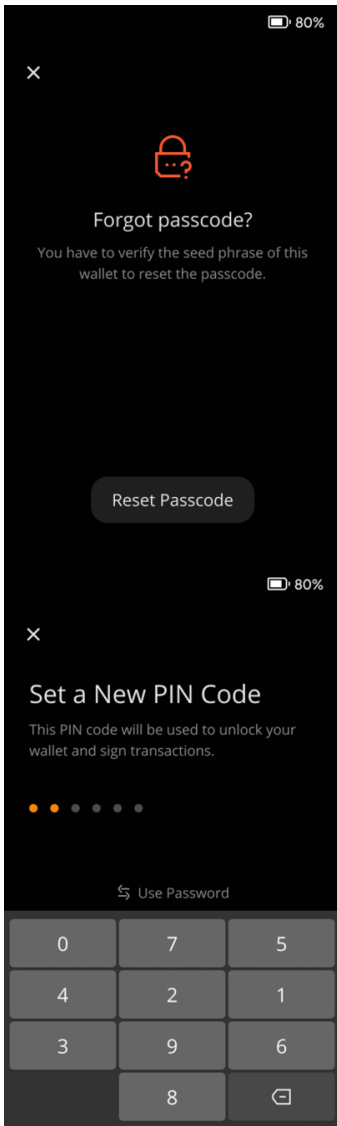 80%
Forgot passcode?
You have to verify the seed phrase of this
wallet to reset the passcode.
Reset Passcode
80%
Set a New PIN Code
This PIN code will be used to unlock your
wallet and sign transactions.
Use Password
0 7 5
4 2 1
3 9 6
8